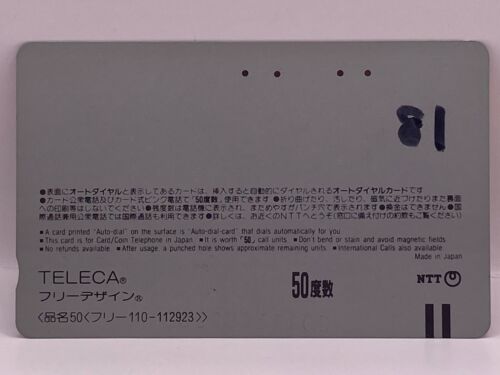 81
●表面にオートダイヤルと表示してあるカードは、挿入すると自動的にダイヤルされるオートダイヤルカードです
●カード公衆電話及びカード式ピンク電話で「50度数」使用できます ●折り曲げたり、汚したり、磁気に近づけたりまた裏面
への印刷等はしないでください ●残度数は電話機に表示され、まためやすがパンチ穴で表示されます ●換金はできません ●国
際通話兼用公衆電話では国際通話も利用できます ●詳しくは、お近くのNTTへどうぞ(窓口に備え付けの約款もご覧ください)
■A card printed "Auto-dial" on the surface is "Auto-dial-card" that dials automatically for you
■This card is for Card/Coin Telephone in Japan ■It is worth「50」call units ■Don't bend or stain and avoid magnetic fields
■No refunds available ■After usage, a punched hole shows approximate remaining units ■International Calls also available
Made in Japan
TELECA®
フリーデザイン®
50度数
NTT
〈品名50〈フリー110-112923〉〉